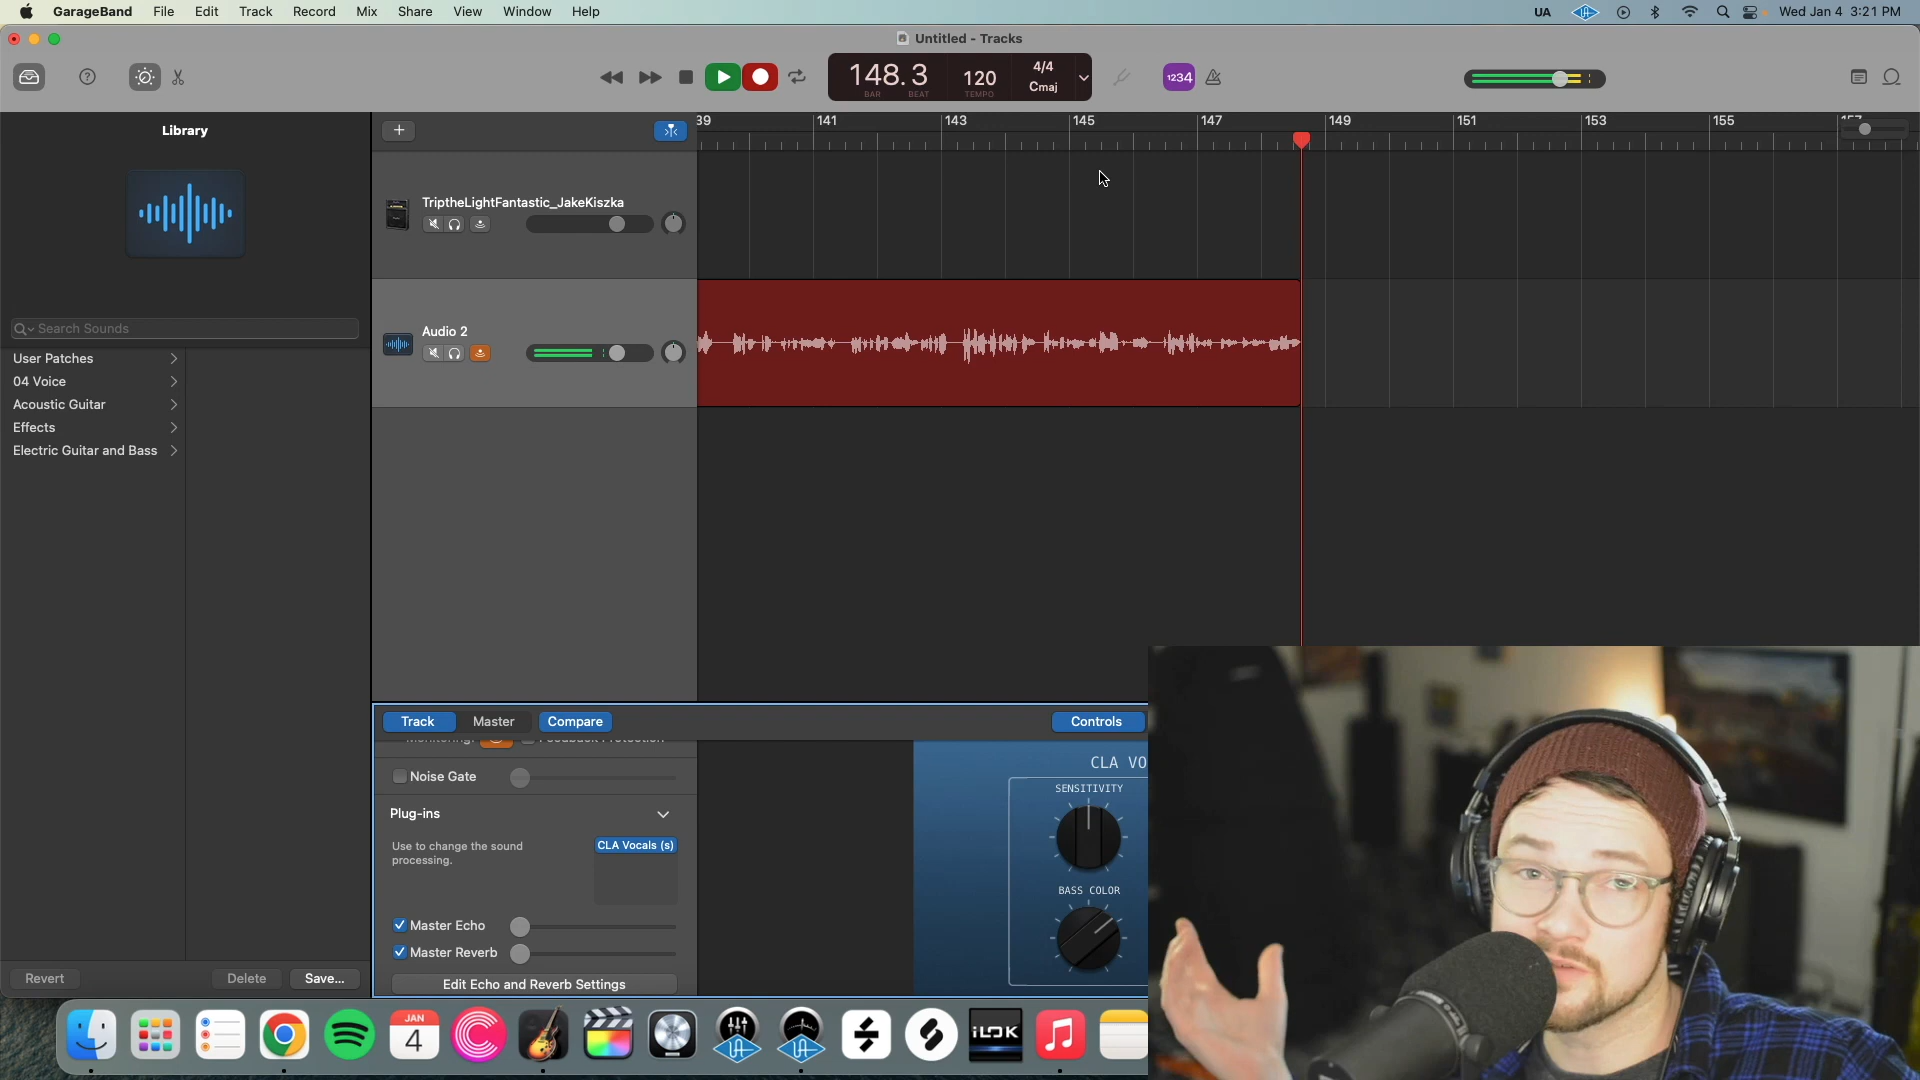 GarageBand File Edit Track Record Mix Share View Window Help
UA
Wed Jan 4 3:21 PM
Untitled - Tracks
148.3
120
4/4
Cmaj
BAR BEAT TEMPO
1234
Library
39 141 143 145 147 149 151 153 155 157
TriptheLightFantastic_JakeKiszka
Search Sounds
Audio 2
User Patches
04 Voice
Acoustic Guitar
Effects
Electric Guitar and Bass
Track Master Compare Controls
Noise Gate
Plug-ins
Use to change the sound
processing.
CLA Vocals (s)
CLA VO
SENSITIVITY
BASS COLOR
Master Echo
Master Reverb
Edit Echo and Reverb Settings
Revert Delete Save...
JAN
4
iLOK